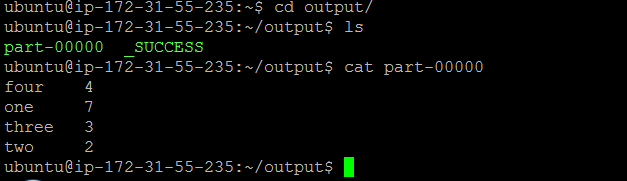 ubuntu@ip-172-31-55-235:~$ cd output/
ubuntu@ip-172-31-55-235:~/output$ ls
part-00000  _SUCCESS
ubuntu@ip-172-31-55-235:~/output$ cat part-00000
four    4
one     7
three   3
two     2
ubuntu@ip-172-31-55-235:~/output$